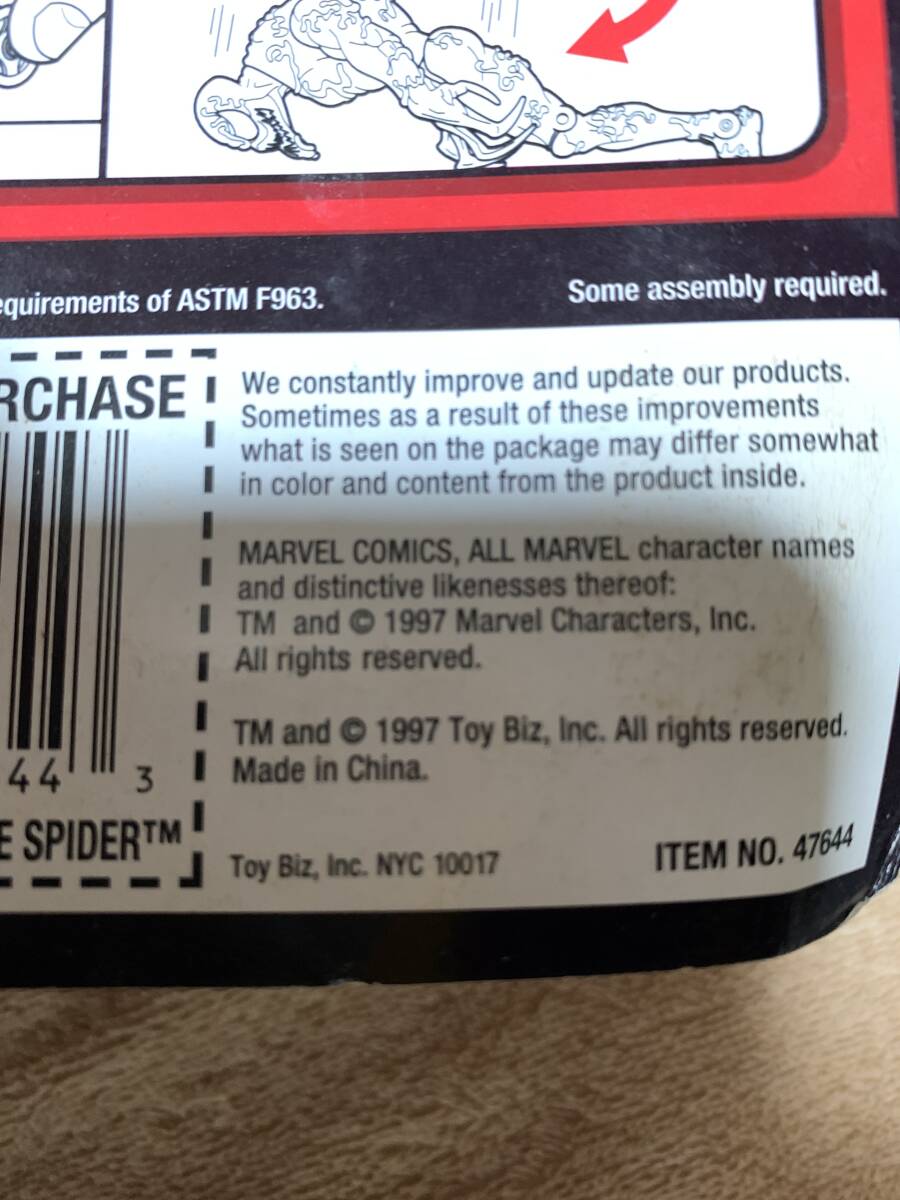 equirements of ASTM F963.
Some assembly required.
RCHASE
We constantly improve and update our products.
Sometimes as a result of these improvements
what is seen on the package may differ somewhat
in color and content from the product inside.
MARVEL COMICS, ALL MARVEL character names
and distinctive likenesses thereof:
TM and © 1997 Marvel Characters, Inc.
All rights reserved.
TM and © 1997 Toy Biz, Inc. All rights reserved.
Made in China.
44 3
E SPIDER™
Toy Biz, Inc. NYC 10017
ITEM NO. 47644